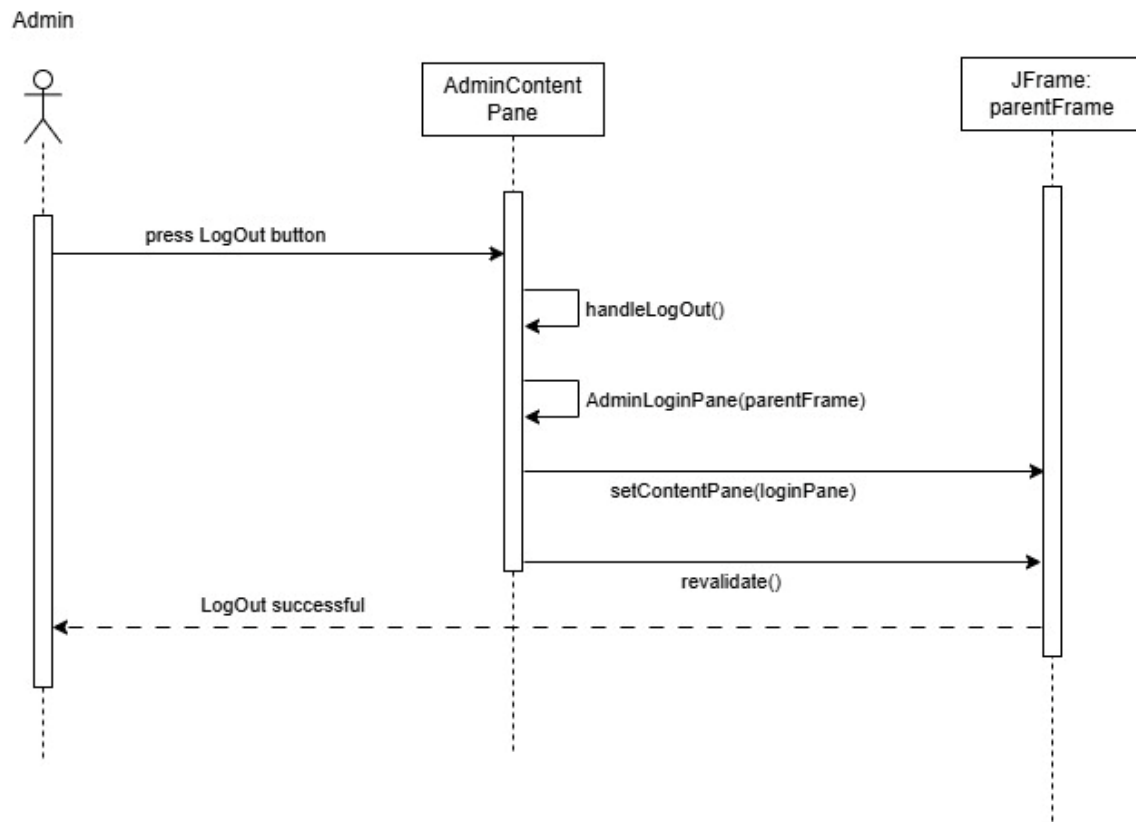 Admin
AdminContent
Pane
JFrame:
parentFrame
press LogOut button
handleLogOut()
AdminLoginPane(parentFrame)
setContentPane(loginPane)
revalidate()
LogOut successful